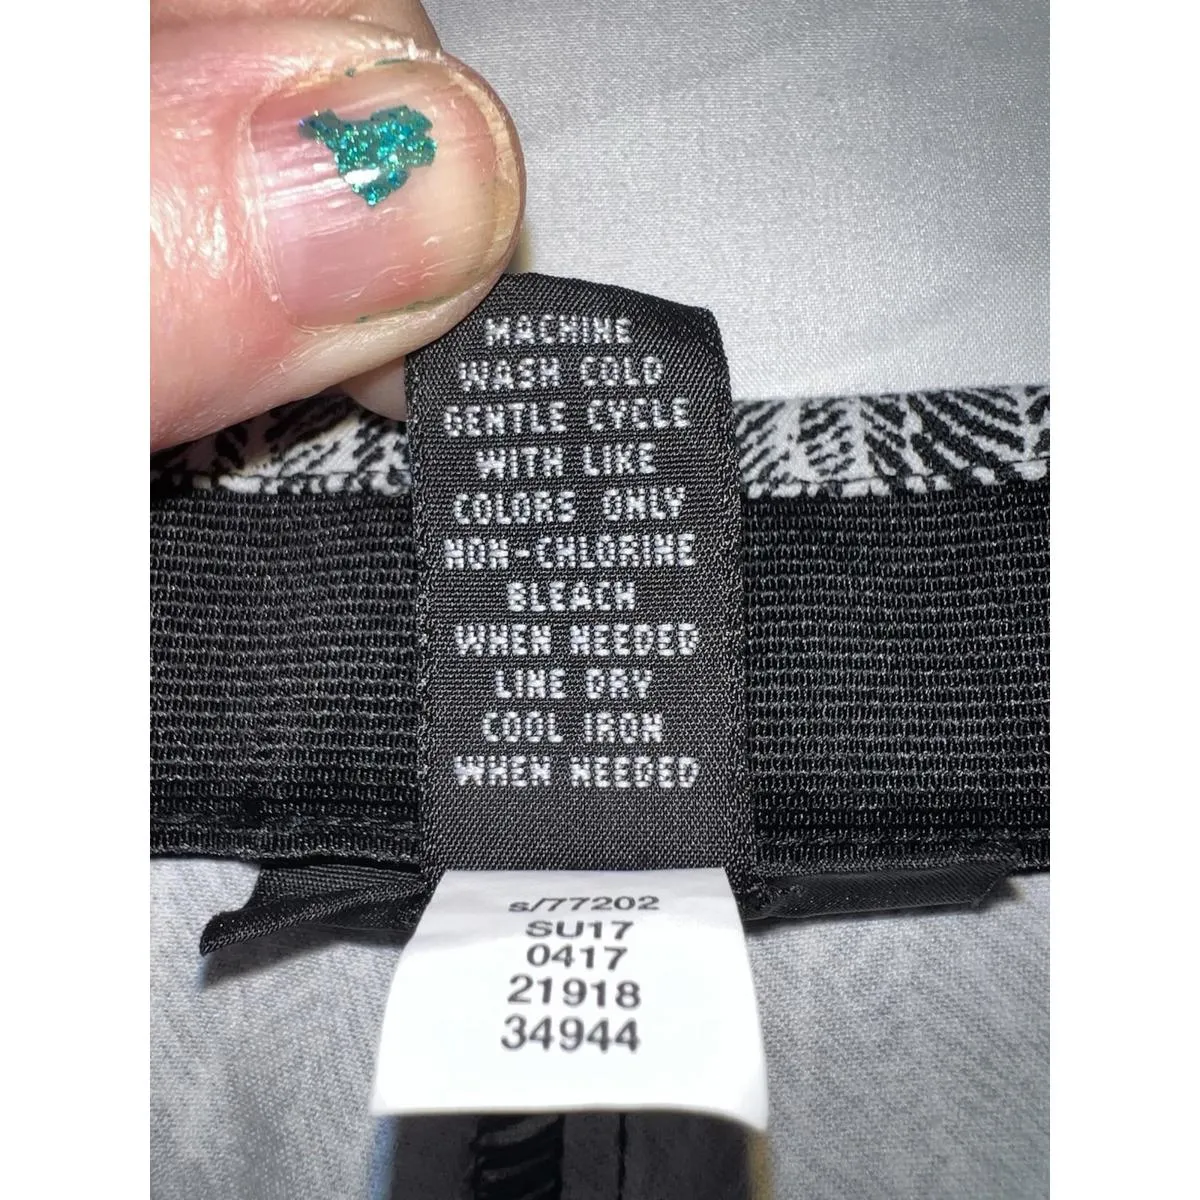 MACHINE
WASH COLD
GENTLE CYCLE
WITH LIKE
COLORS ONLY
NON-CHLORINE
BLEACH
WHEN NEEDED
LINE DRY
COOL IRON
WHEN NEEDED
s/77202
SU17
0417
21918
34944